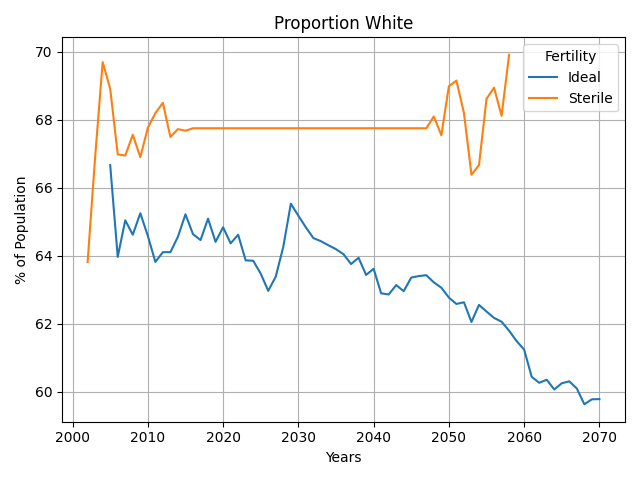 Proportion White
% of Population
70
68
66
64
62
60
Fertility
Ideal
Sterile
2000 2010 2020 2030 2040 2050 2060 2070
Years